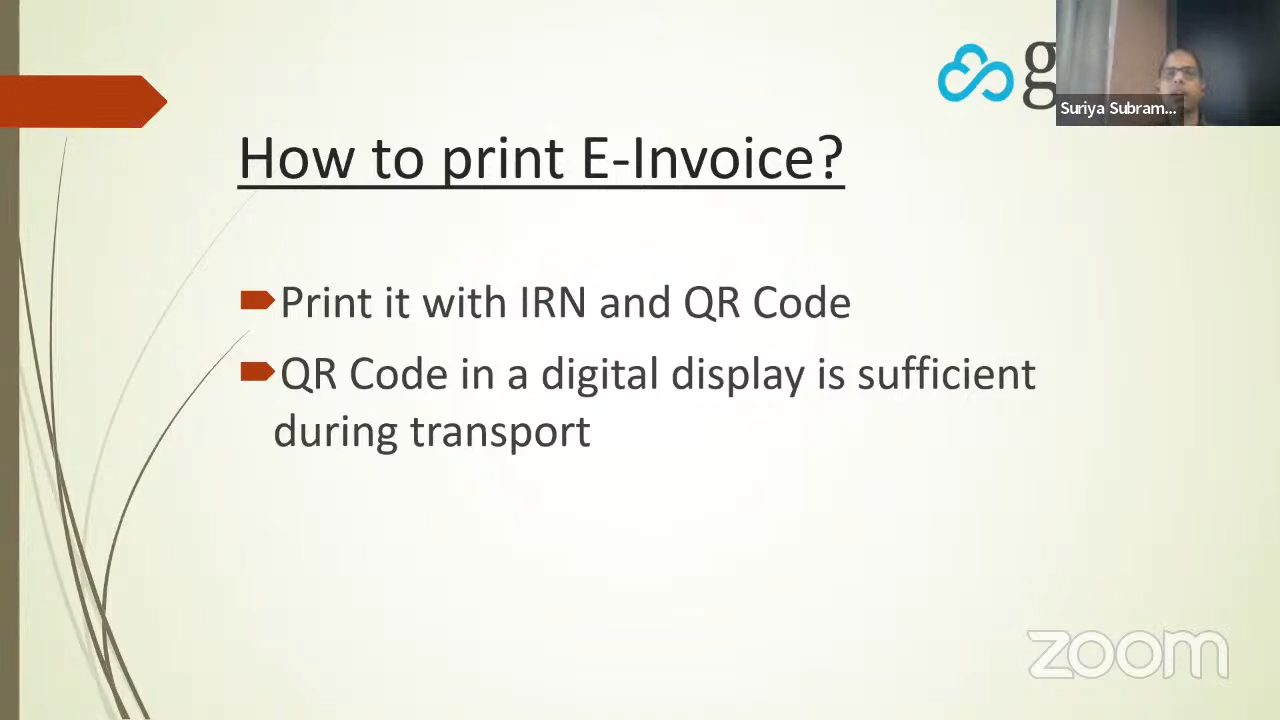 g
Suriya Subram...
How to print E-Invoice?
Print it with IRN and QR Code
QR Code in a digital display is sufficient
during transport
zoom